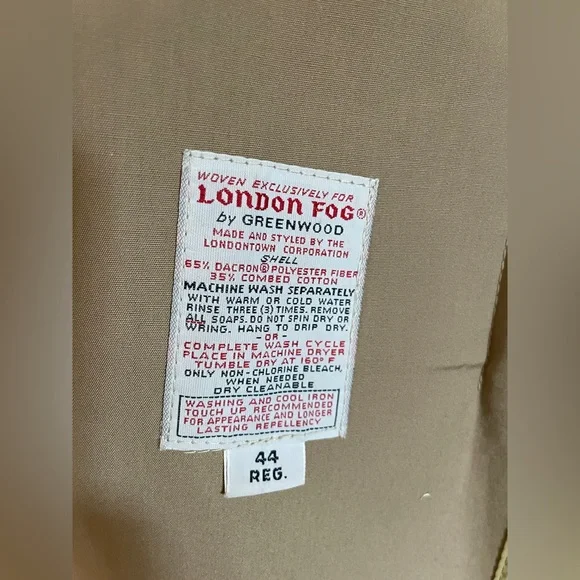 WOVEN EXCLUSIVELY FOR
LONDON FOG®
by GREENWOOD
MADE AND STYLED BY THE
LONDONTOWN CORPORATION
SHELL
65% DACRON® POLYESTER FIBER
35% COMBED COTTON
MACHINE WASH SEPARATELY
WITH WARM OR COLD WATER
RINSE THREE (3) TIMES. REMOVE
ALL SOAPS. DO NOT SPIN DRY OR
WRING. HANG TO DRIP DRY.
-OR-
COMPLETE WASH CYCLE
PLACE IN MACHINE DRYER
TUMBLE DRY AT 160° F
ONLY NON-CHLORINE BLEACH,
WHEN NEEDED
DRY CLEANABLE
WASHING AND COOL IRON
TOUCH UP RECOMMENDED
FOR APPEARANCE AND LONGER
LASTING REPELLENCY
44
REG.